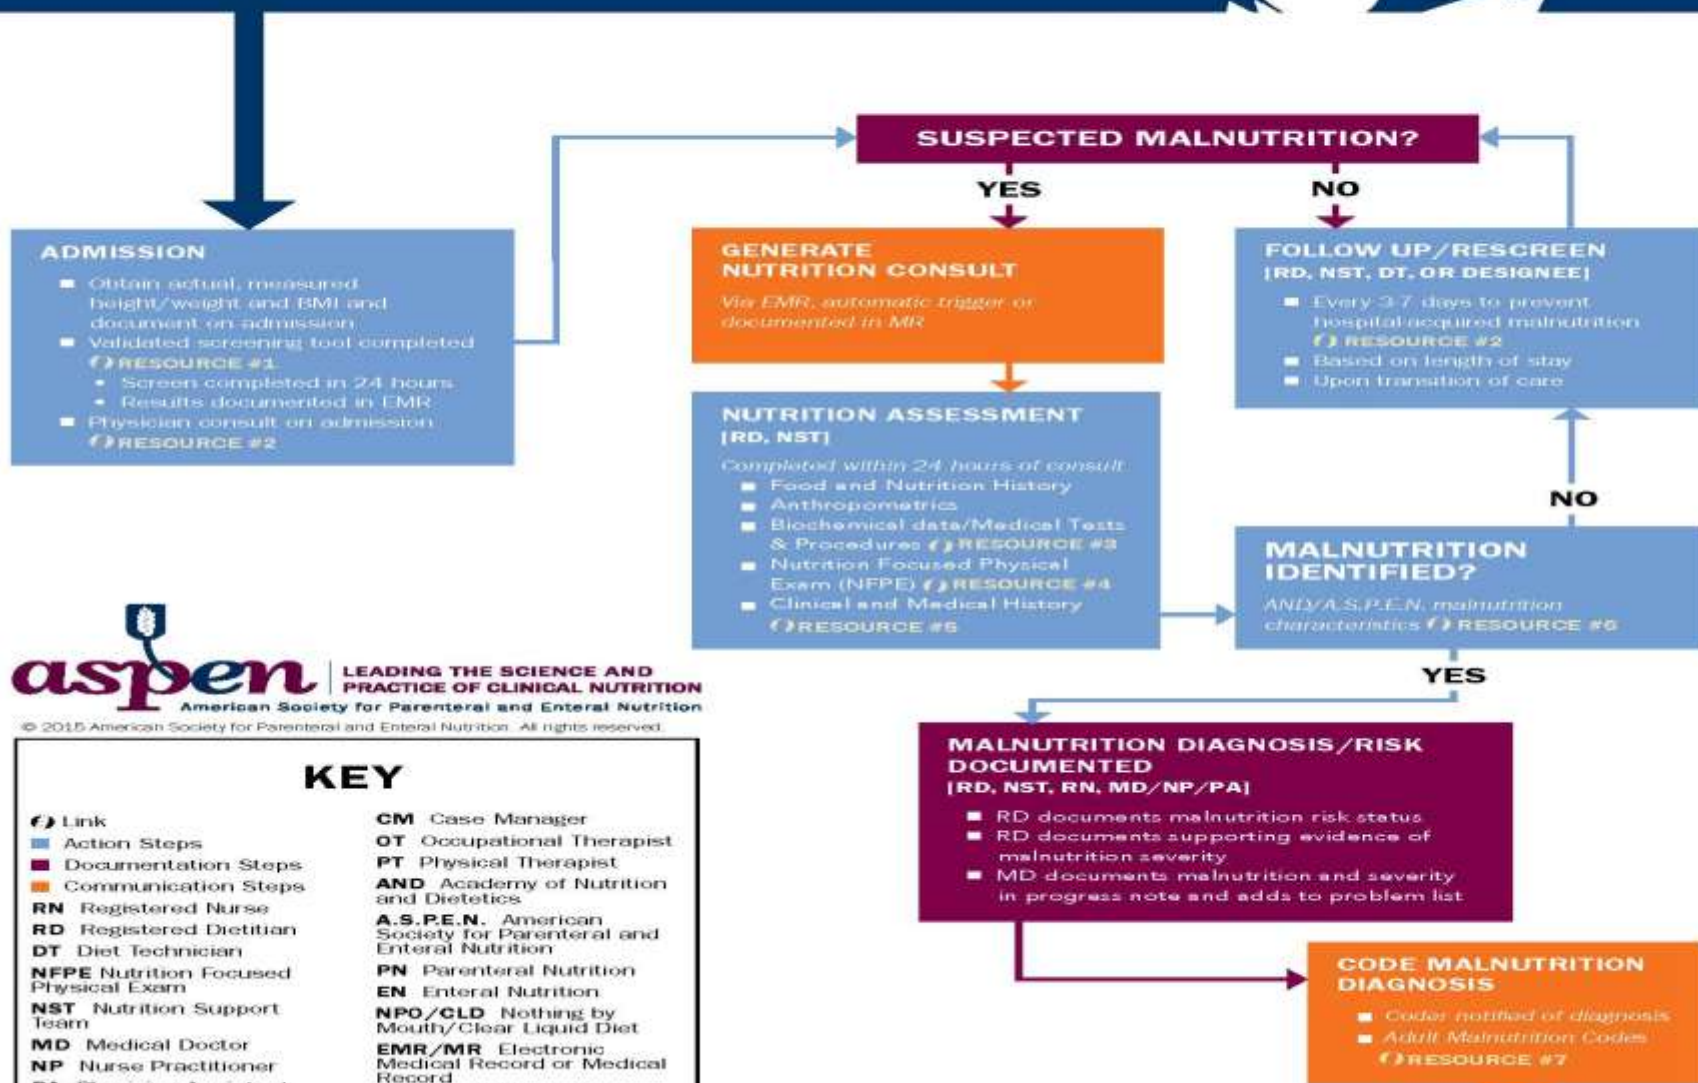 SUSPECTED MALNUTRITION?
YES
NO
ADMISSION
Obtain actual, measured
height/weight and BMI and
document on admission
Validated screening tool completed
RESOURCE #1
Screen completed in 24 hours
Results documented in EMR
Physician consult on admission
RESOURCE #2
GENERATE
NUTRITION CONSULT
Via EMR, automatic trigger or
documented in MR
FOLLOW UP/RESCREEN
[RD, NST, DT, OR DESIGNEE]
Every 3-7 days to prevent
hospital-acquired malnutrition
RESOURCE #2
Based on length of stay
Upon transition of care
NUTRITION ASSESSMENT
[RD, NST]
Completed within 24 hours of consult
Food and Nutrition History
Anthropometrics
Biochemical data/Medical Tests
& Procedures RESOURCE #3
Nutrition Focused Physical
Exam (NFPE) RESOURCE #4
Clinical and Medical History
RESOURCE #5
NO
MALNUTRITION
IDENTIFIED?
AND/A.S.P.E.N. malnutrition
characteristics RESOURCE #6
YES
aspen
LEADING THE SCIENCE AND
PRACTICE OF CLINICAL NUTRITION
American Society for Parenteral and Enteral Nutrition
© 2015 American Society for Parenteral and Enteral Nutrition. All rights reserved.
MALNUTRITION DIAGNOSIS/RISK
DOCUMENTED
[RD, NST, RN, MD/NP/PA]
RD documents malnutrition risk status
RD documents supporting evidence of
malnutrition severity
MD documents malnutrition and severity
in progress note and adds to problem list
CODE MALNUTRITION
DIAGNOSIS
Coder notified of diagnosis
Adult Malnutrition Codes
RESOURCE #7
KEY
Link
Action Steps
Documentation Steps
Communication Steps
RN Registered Nurse
RD Registered Dietitian
DT Diet Technician
NFPE Nutrition Focused
Physical Exam
NST Nutrition Support
Team
MD Medical Doctor
NP Nurse Practitioner
CM Case Manager
OT Occupational Therapist
PT Physical Therapist
AND Academy of Nutrition
and Dietetics
A.S.P.E.N. American
Society for Parenteral and
Enteral Nutrition
PN Parenteral Nutrition
EN Enteral Nutrition
NPO/CLD Nothing by
Mouth/Clear Liquid Diet
EMR/MR Electronic
Medical Record or Medical
Record